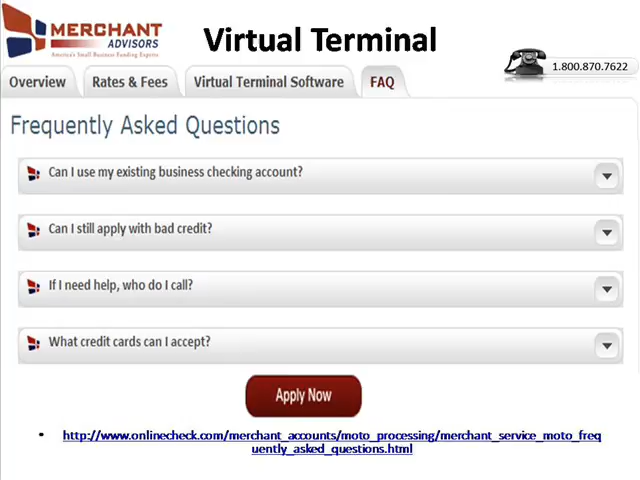 MERCHANT
ADVISORS
America's Small Business Funding Experts
Virtual Terminal
1.800.870.7622
Overview
Rates & Fees
Virtual Terminal Software
FAQ
Frequently Asked Questions
Can I use my existing business checking account?
Can I still apply with bad credit?
If I need help, who do I call?
What credit cards can I accept?
Apply Now
• http://www.onlinecheck.com/merchant_accounts/moto_processing/merchant_service_moto_freq
uently_asked_questions.html